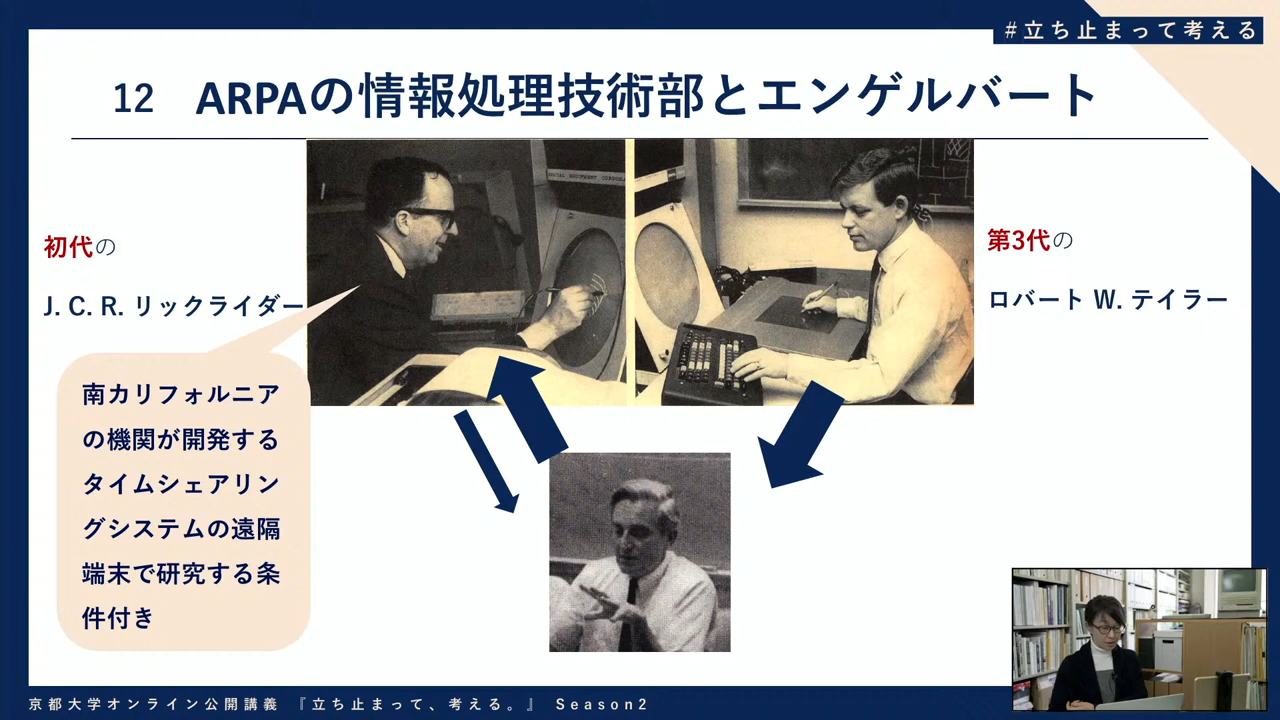 #立ち止まって考える
12 ARPAの情報処理技術部とエンゲルバート
初代の
J. C. R. リックライダー
第3代の
ロバート W. テイラー
南カリフォルニア
の機関が開発する
タイムシェアリン
グシステムの遠隔
端末で研究する条
件付き
京都大学オンライン公開講義 『立ち止まって、考える。』 Season2